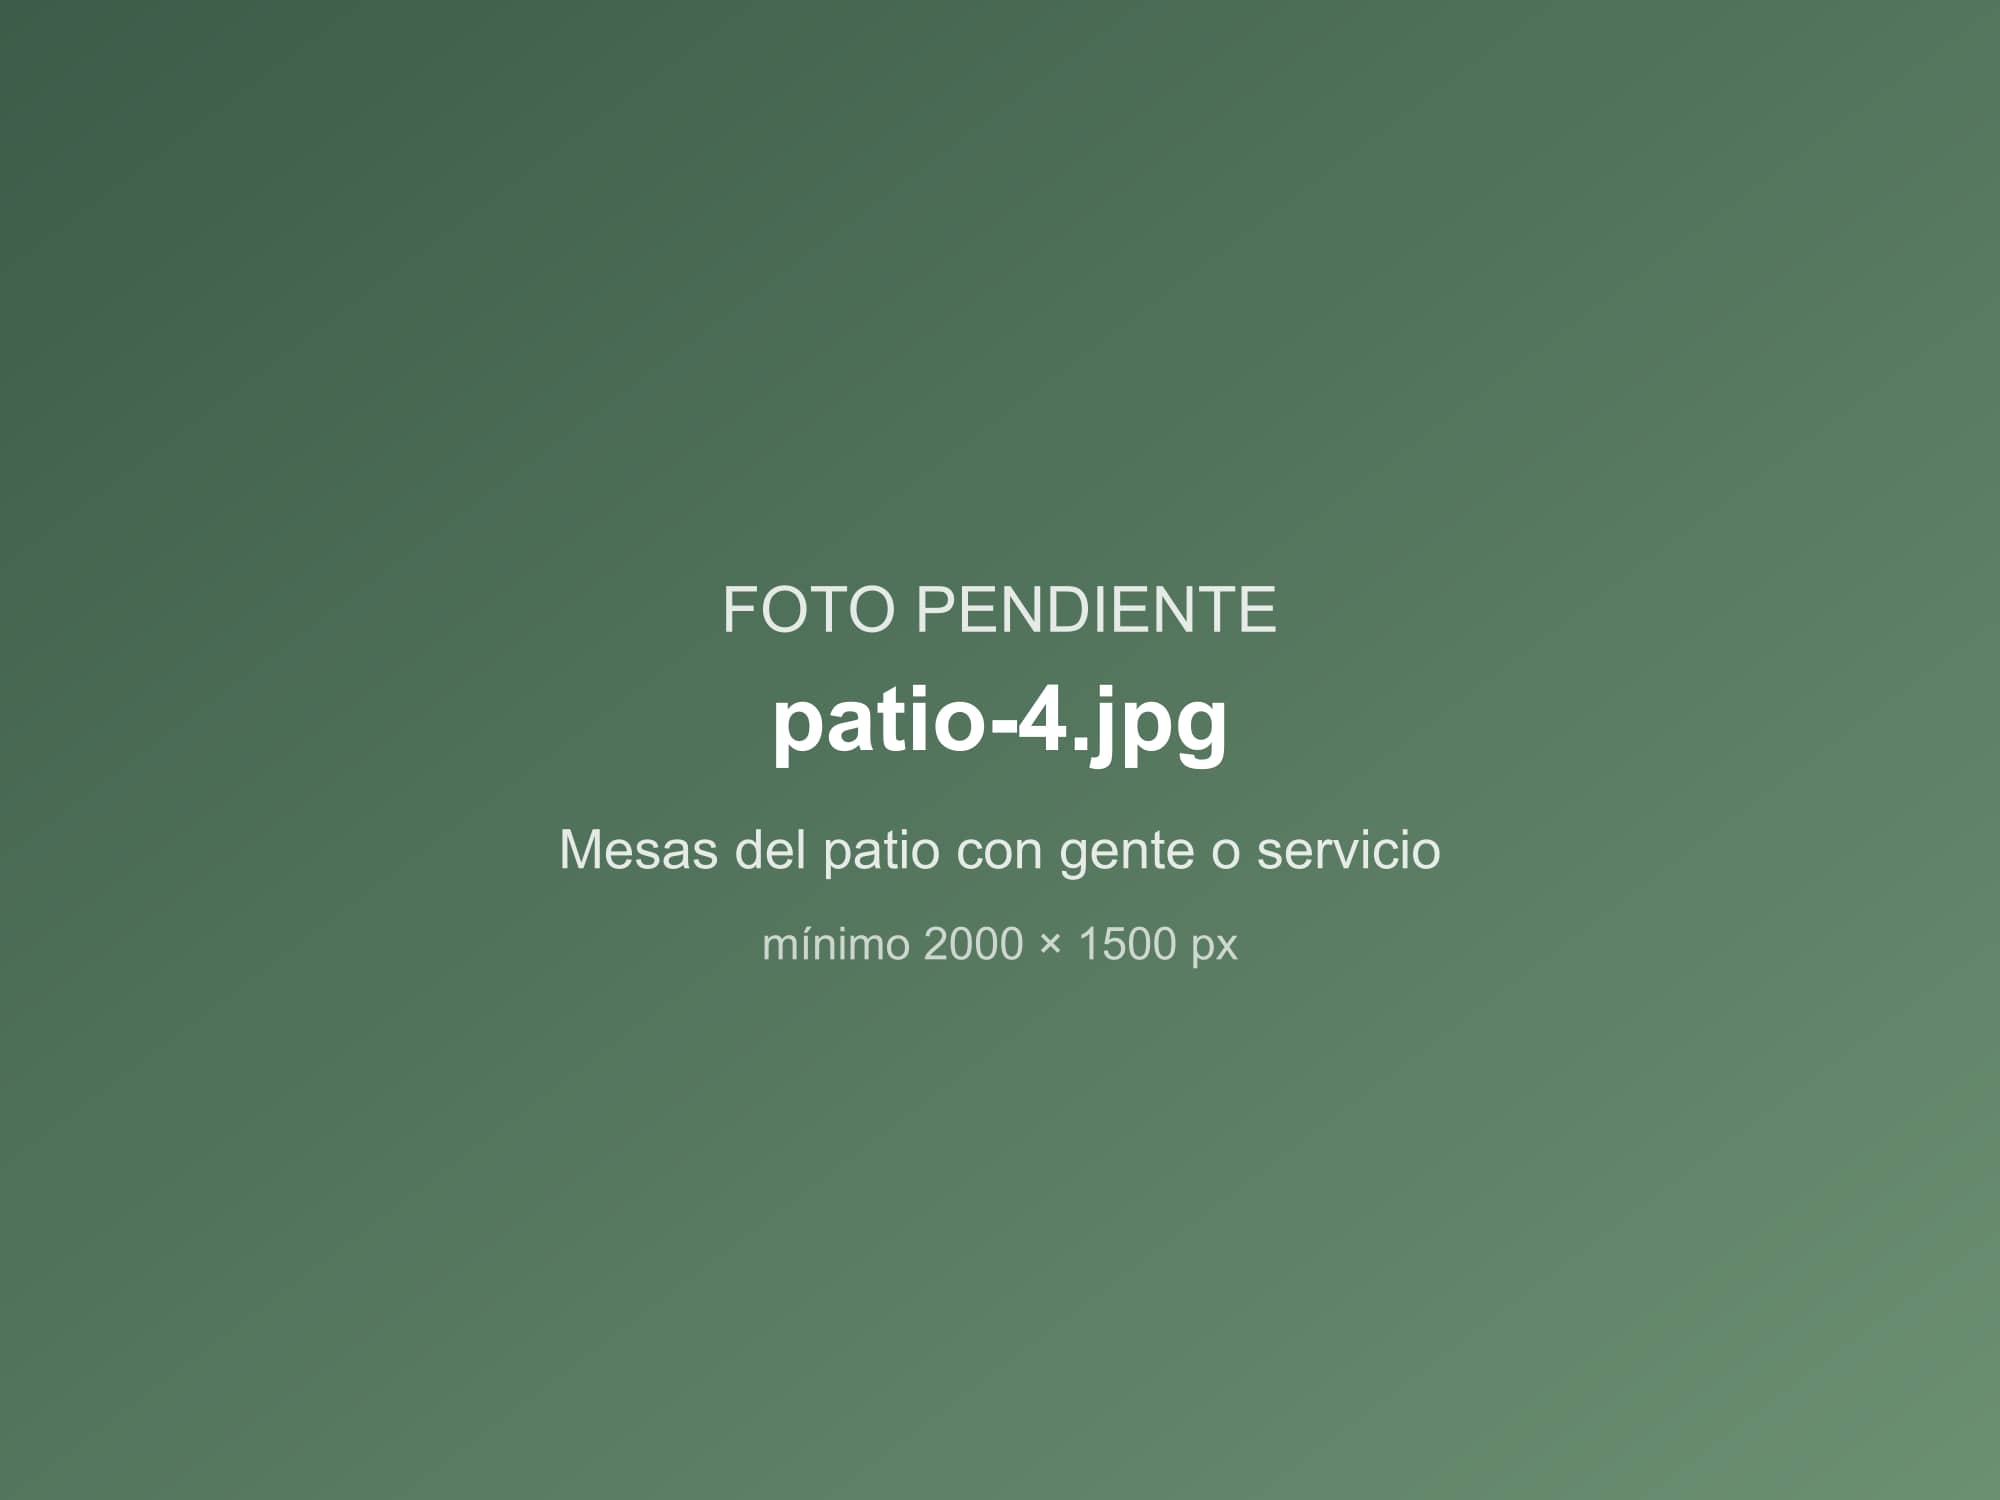 FOTO PENDIENTE
patio-4.jpg
Mesas del patio con gente o servicio
mínimo 2000 × 1500 px